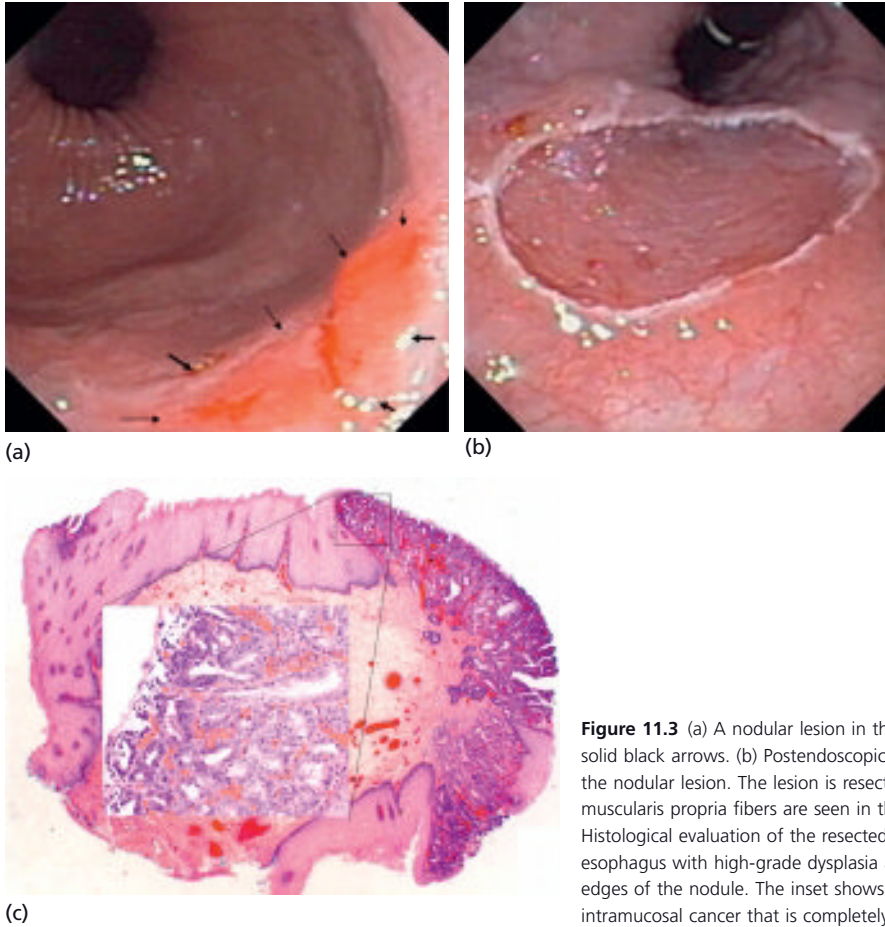 (a)
(b)
(c)
Figure 11.3 (a) A nodular lesion in th
solid black arrows. (b) Postendoscopic
the nodular lesion. The lesion is resect
muscularis propria fibers are seen in th
Histological evaluation of the resected
esophagus with high-grade dysplasia
edges of the nodule. The inset shows
intramucosal cancer that is completely